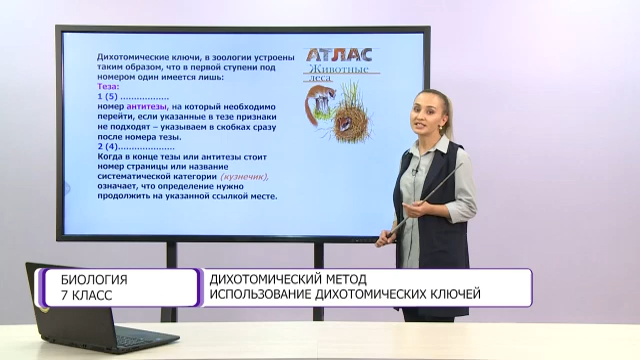 Дихотомические ключи, в зоологии устроены
таким образом, что в первой ступени под
номером один имеется лишь:
Теза:
1 (5) ..................
номер антитезы, на который необходимо
перейти, если указанные в тезе признаки
не подходят – указываем в скобках сразу
после номера тезы.
2 (4).....................
Когда в конце тезы или антитезы стоит
номер страницы или название
систематической категории (кузнечик),
означает, что определение нужно
продолжить на указанной ссылкой месте.
АТЛАС
Животные
леса
БИОЛОГИЯ
7 КЛАСС
ДИХОТОМИЧЕСКИЙ МЕТОД
ИСПОЛЬЗОВАНИЕ ДИХОТОМИЧЕСКИХ КЛЮЧЕЙ